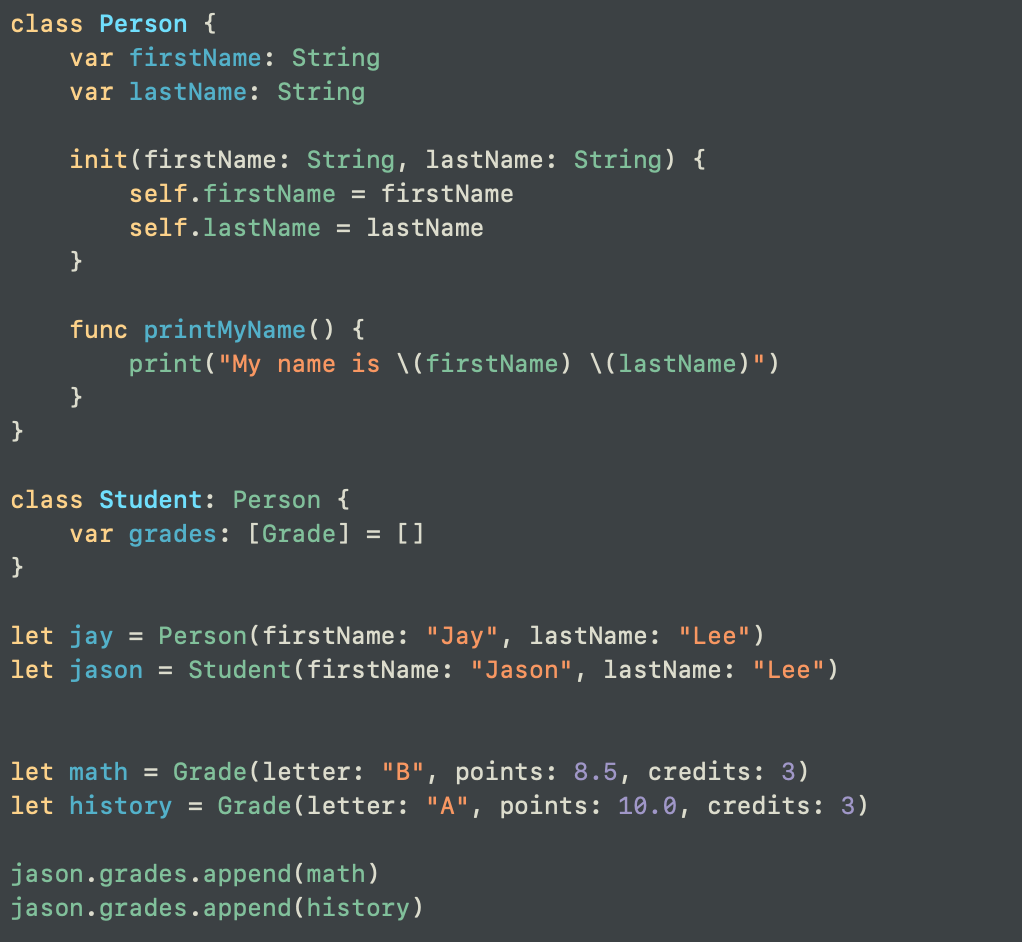 class Person {
    var firstName: String
    var lastName: String

    init(firstName: String, lastName: String) {
        self.firstName = firstName
        self.lastName = lastName
    }

    func printMyName() {
        print("My name is \(firstName) \(lastName)")
    }
}

class Student: Person {
    var grades: [Grade] = []
}

let jay = Person(firstName: "Jay", lastName: "Lee")
let jason = Student(firstName: "Jason", lastName: "Lee")


let math = Grade(letter: "B", points: 8.5, credits: 3)
let history = Grade(letter: "A", points: 10.0, credits: 3)

jason.grades.append(math)
jason.grades.append(history)